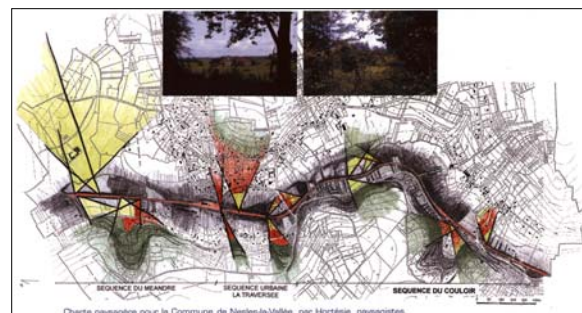 SEQUENCE DU MEANDRE
SEQUENCE URBAINE
LA TRAVERSEE
SEQUENCE DU COULOIR
Charte paysagère pour la Commune de Nesles-la-Vallée, par Hortésie, paysagistes